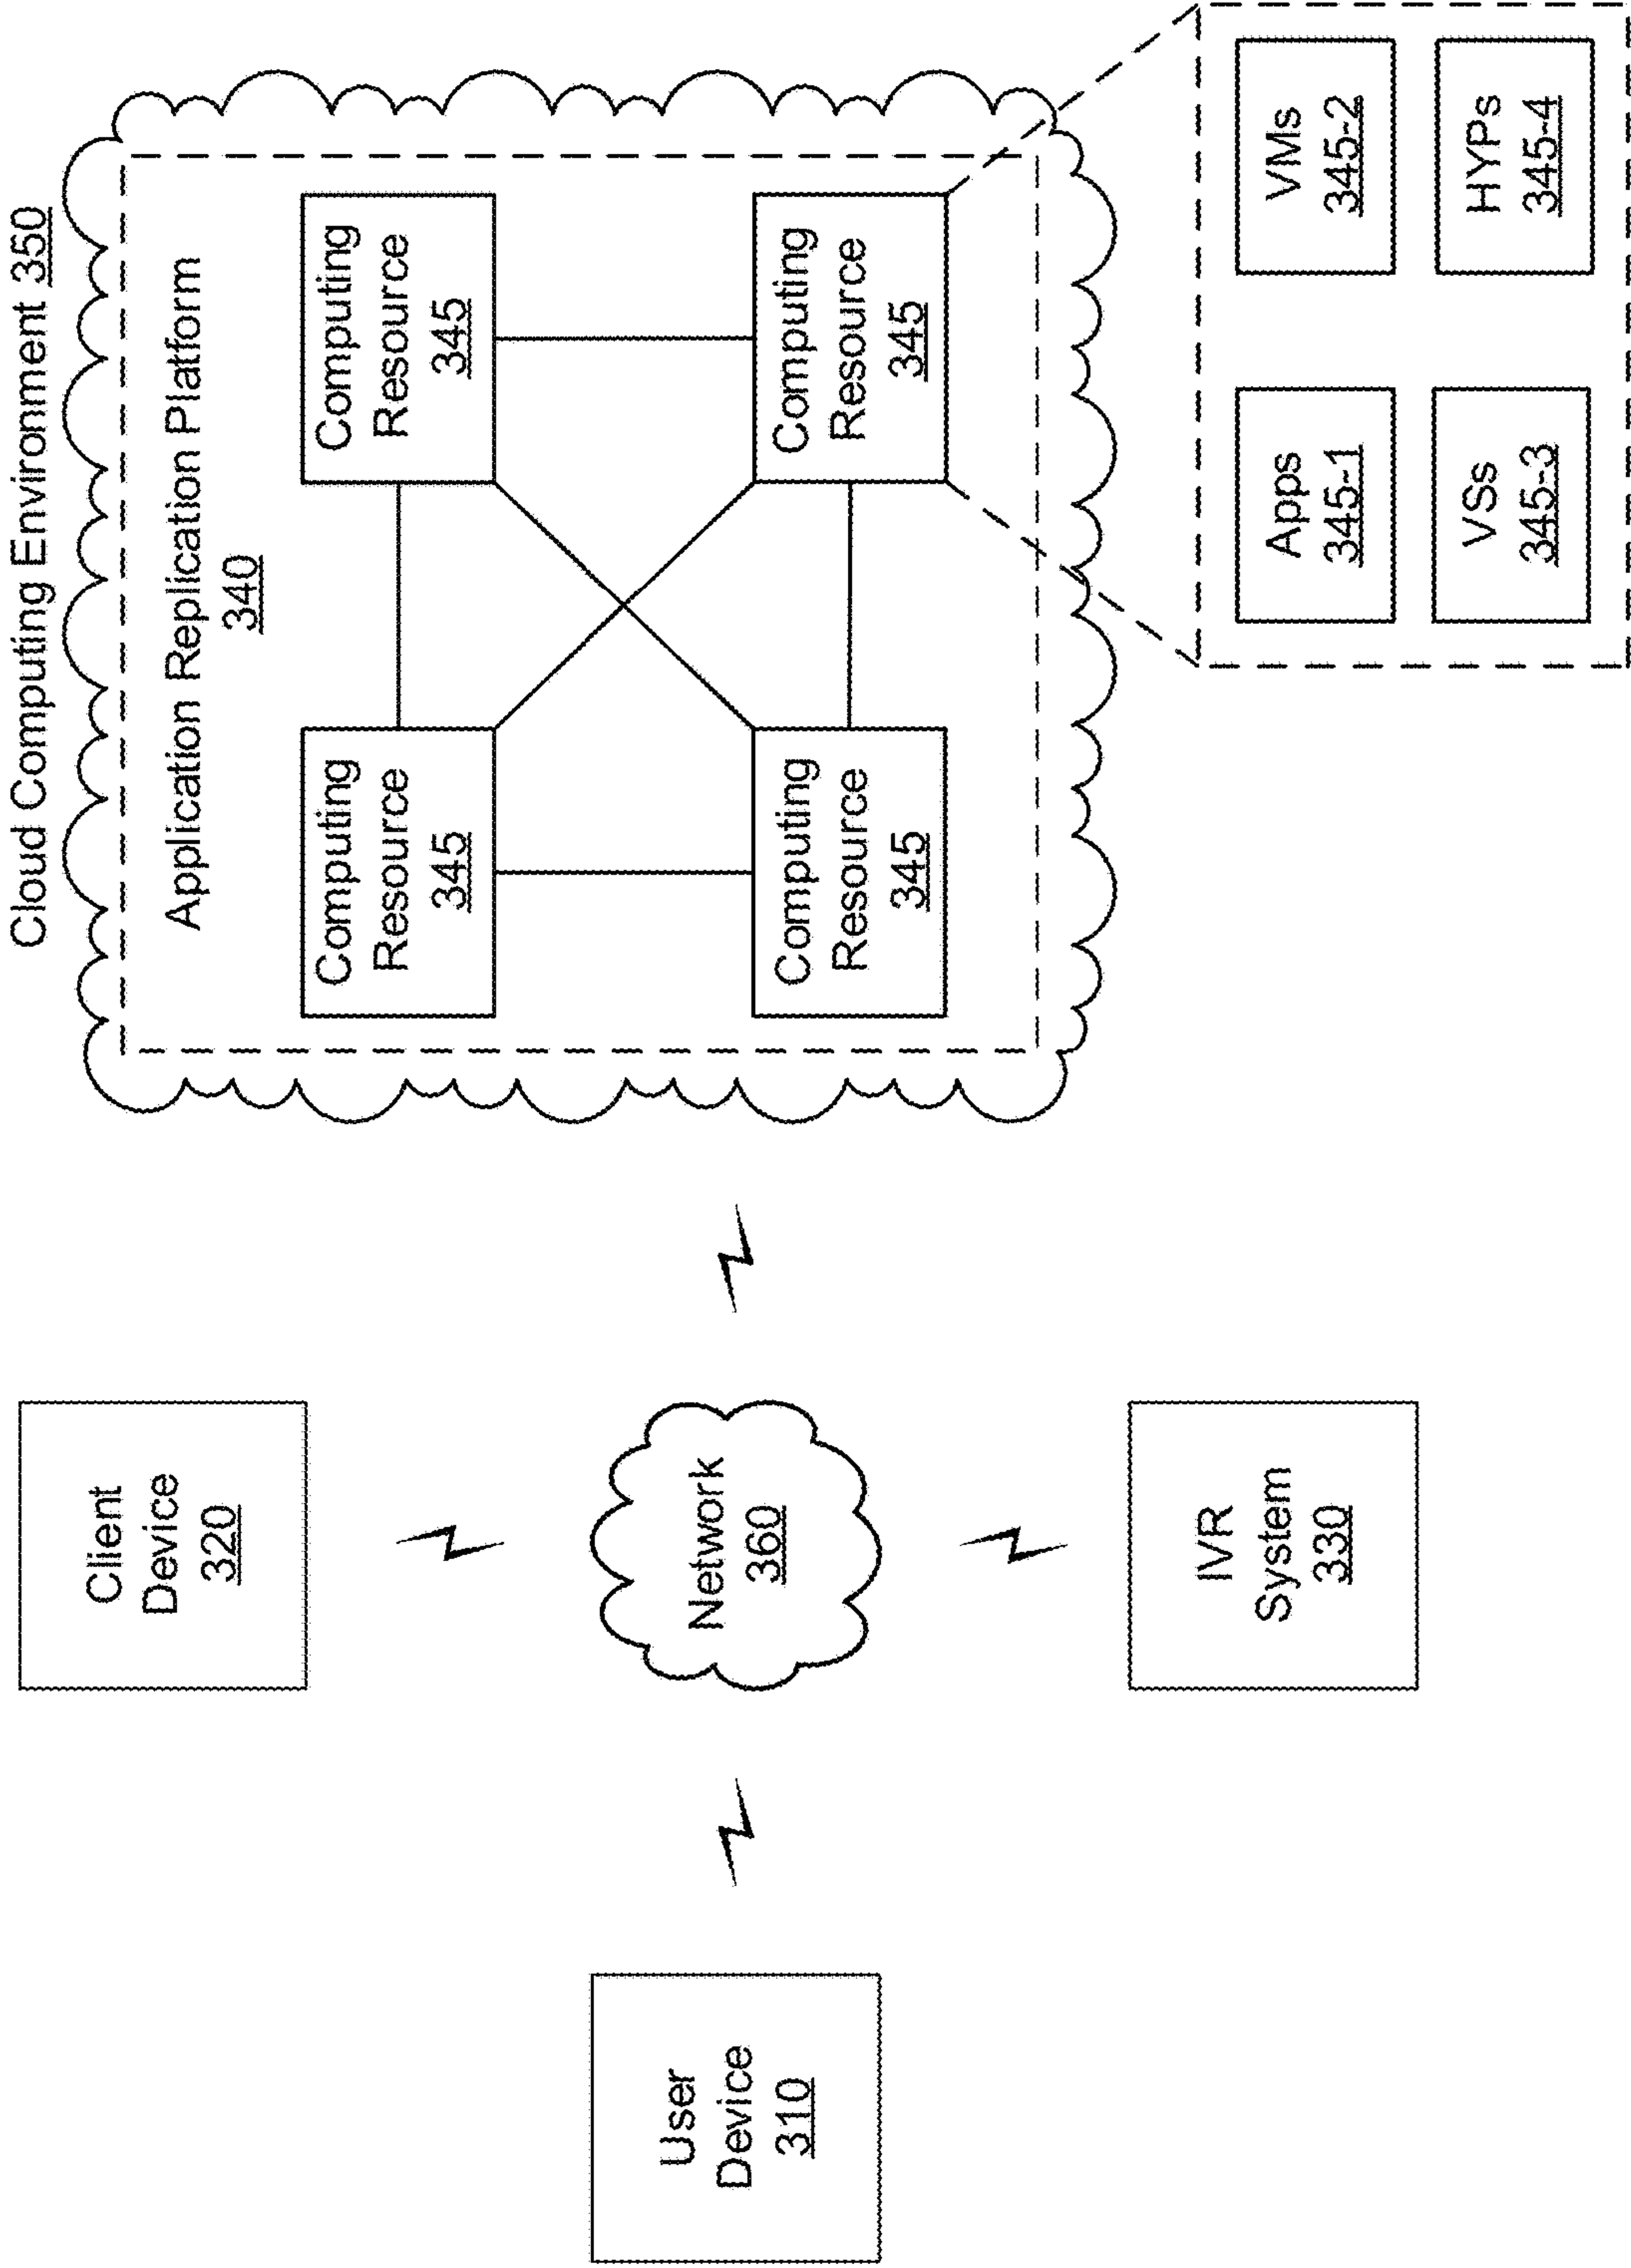 Cloud Computing Environment 350
Application Replication Platform
340
Computing
Resource
345
Computing
Resource
345
Computing
Resource
345
Computing
Resource
345
Client
Device
320
Network
360
User
Device
310
IVR
System
330
Apps
345-1
VMs
345-2
VSs
345-3
HYPs
345-4